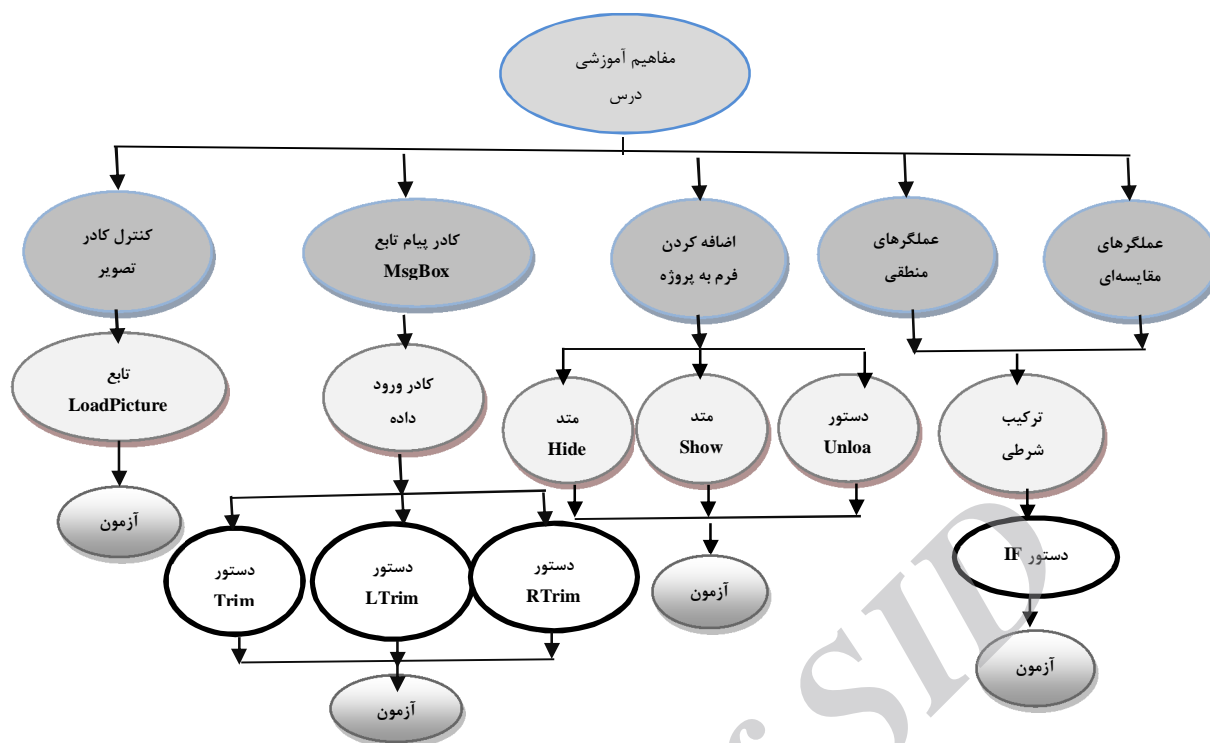 مفاهیم آموزشی
درس
عملگرهای
مقایسه‌ای
عملگرهای
منطقی
اضافه کردن
فرم به پروژه
کادر پیام تابع
MsgBox
کنترل کادر
تصویر
ترکیب
شرطی
دستور
Unloa
متد
Show
متد
Hide
کادر ورود
داده
تابع
LoadPicture
دستور IF
دستور
RTrim
دستور
LTrim
دستور
Trim
آزمون
آزمون
آزمون
آزمون
SID